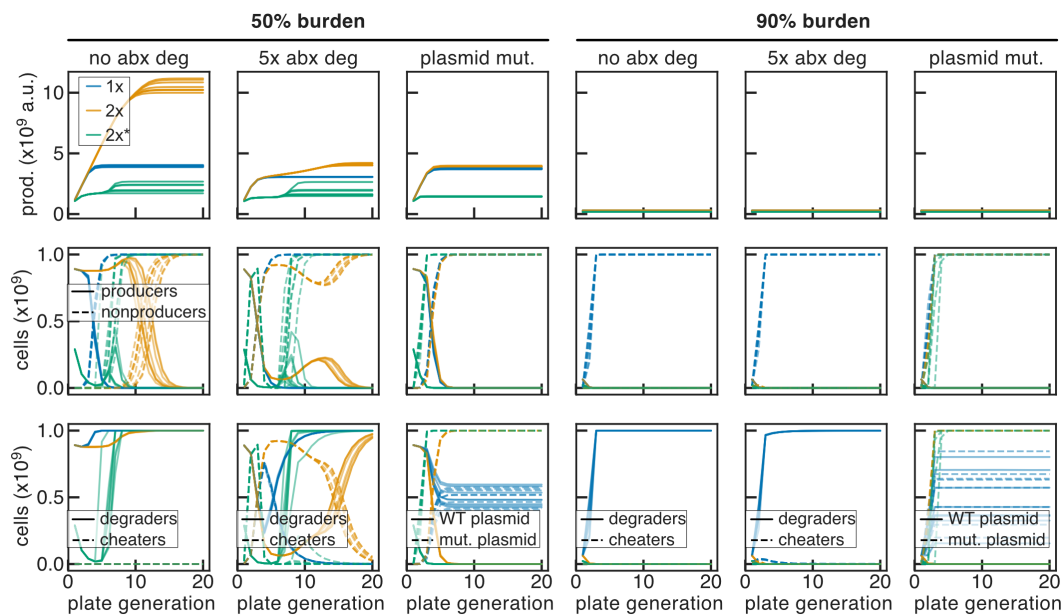 50% burden
90% burden
no abx deg
5x abx deg
plasmid mut.
no abx deg
5x abx deg
plasmid mut.
prod. (x10⁹ a.u.)
10
5
0
1x
2x
2x*
cells (x10⁹)
1.0
0.5
0.0
producers
nonproducers
cells (x10⁹)
1.0
0.5
0.0
degraders
cheaters
degraders
cheaters
WT plasmid
mut. plasmid
degraders
cheaters
degraders
cheaters
WT plasmid
mut. plasmid
0 10 20
0 10 20
0 10 20
0 10 20
0 10 20
0 10 20
plate generation
plate generation
plate generation
plate generation
plate generation
plate generation